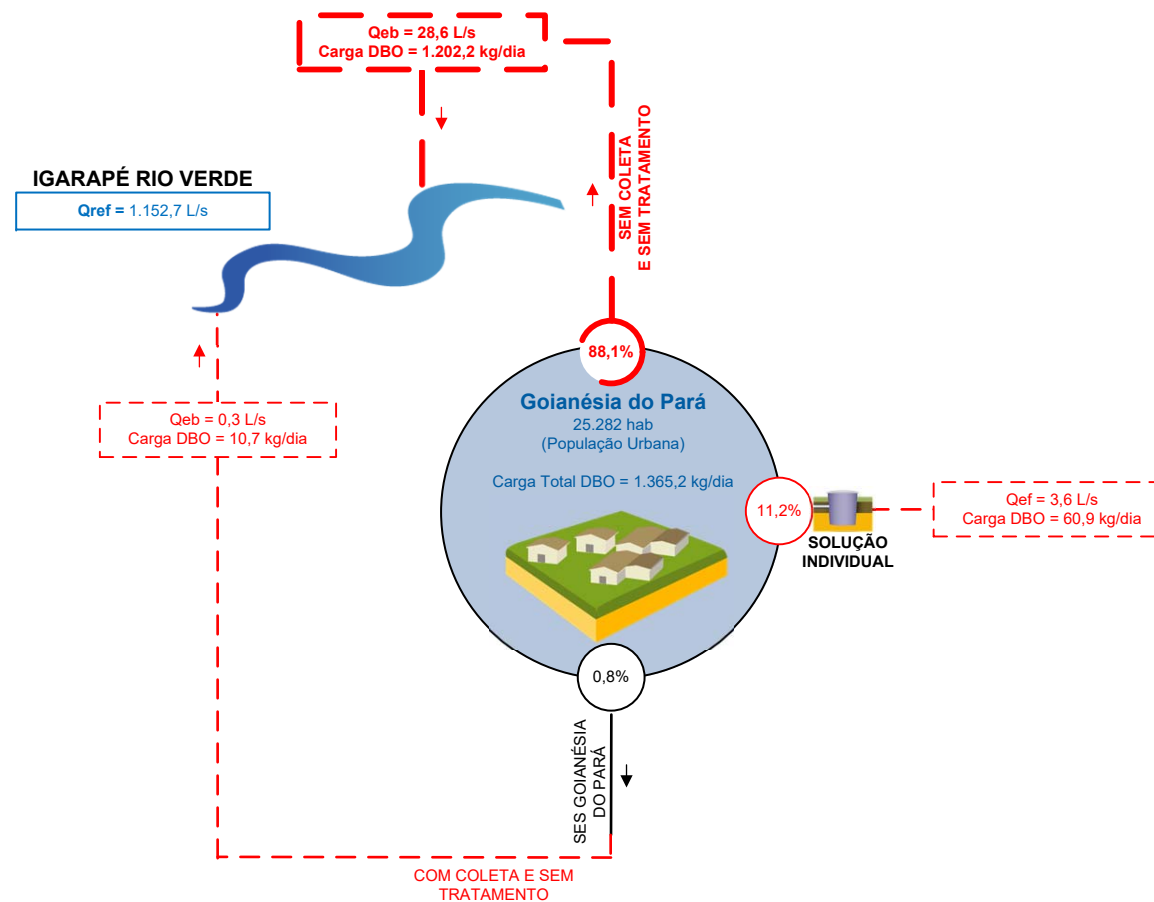 Qeb = 28,6 L/s
Carga DBO = 1.202,2 kg/dia
SEM COLETA
E SEM TRATAMENTO
IGARAPÉ RIO VERDE
Qref = 1.152,7 L/s
88,1%
Goianésia do Pará
25.282 hab
(População Urbana)
Carga Total DBO = 1.365,2 kg/dia
Qeb = 0,3 L/s
Carga DBO = 10,7 kg/dia
11,2%
SOLUÇÃO
INDIVIDUAL
Qef = 3,6 L/s
Carga DBO = 60,9 kg/dia
0,8%
SES GOIANÉSIA
DO PARÁ
COM COLETA E SEM
TRATAMENTO